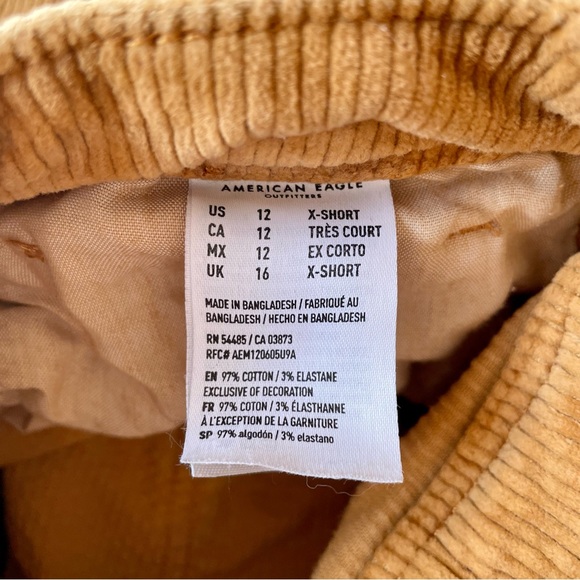 AMERICAN EAGLE
OUTFITTERS
US 12 X-SHORT
CA 12 TRÈS COURT
MX 12 EX CORTO
UK 16 X-SHORT
MADE IN BANGLADESH / FABRIQUÉ AU
BANGLADESH / HECHO EN BANGLADESH
RN 54485 / CA 03873
RFC# AEM120605U9A
EN 97% COTTON / 3% ELASTANE
EXCLUSIVE OF DECORATION
FR 97% COTON / 3% ÉLASTHANNE
À L'EXCEPTION DE LA GARNITURE
SP 97% algodón / 3% elastano